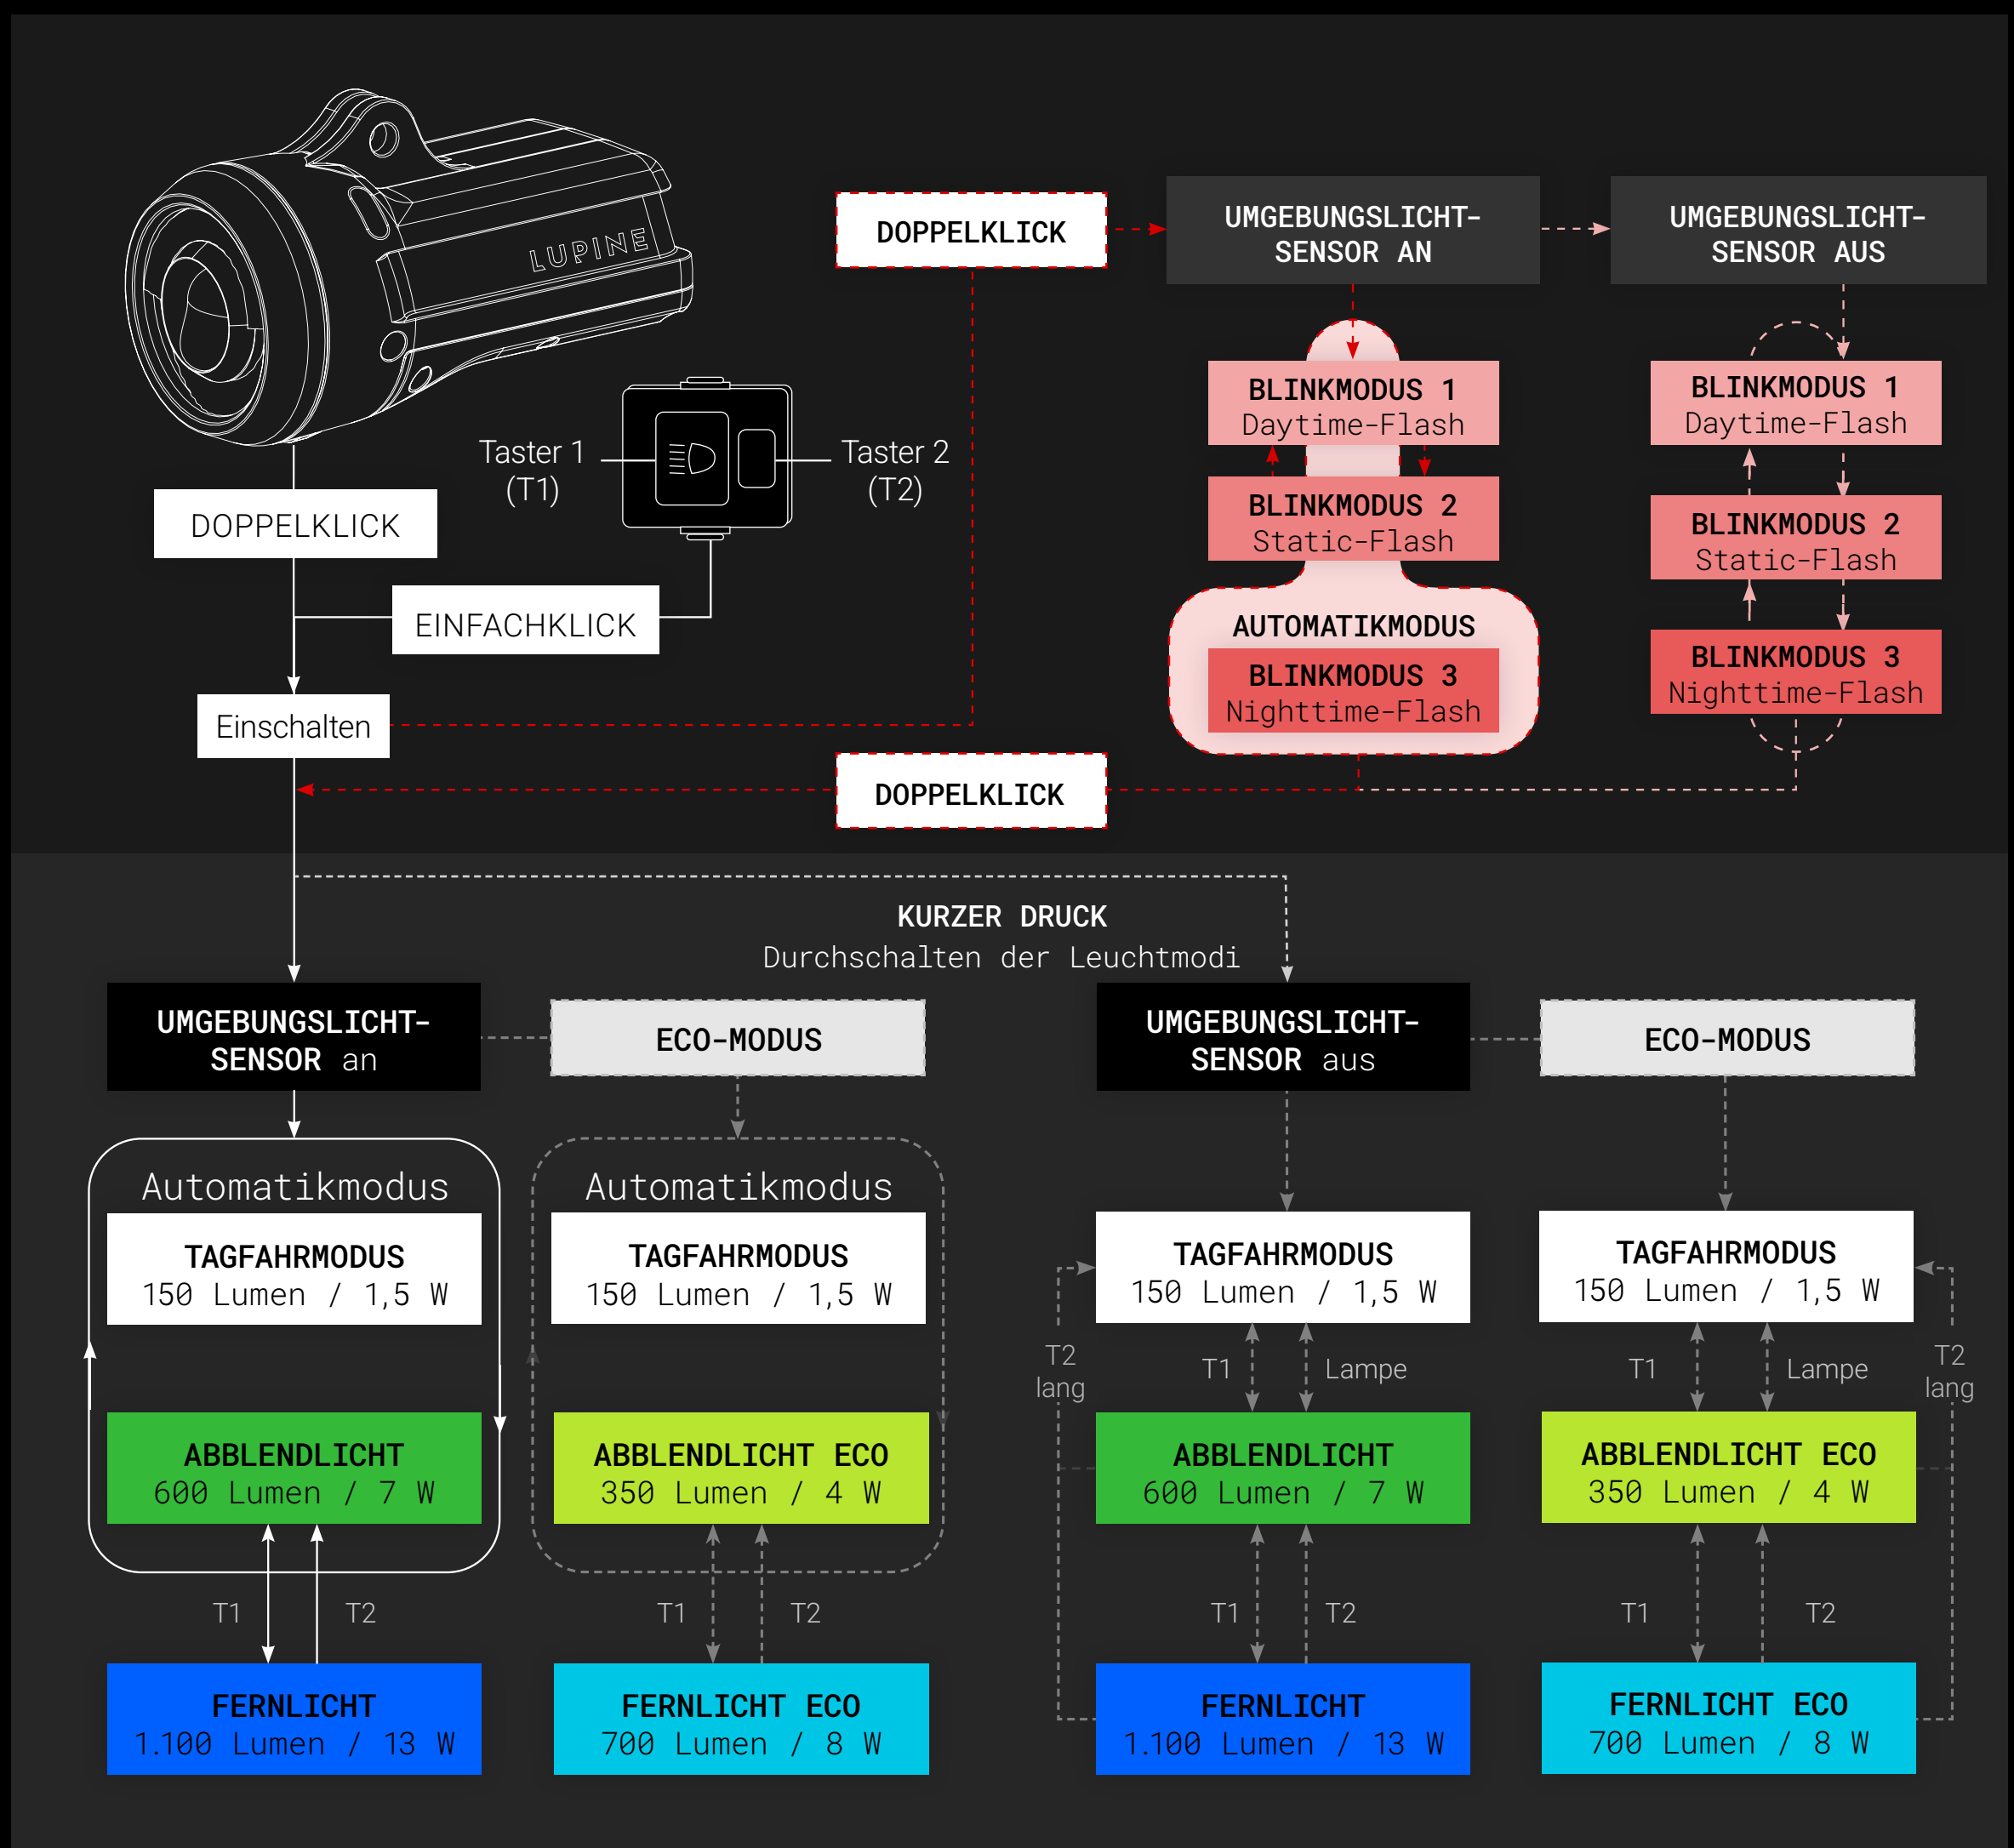 LUPINE
Taster 1
(T1)
Taster 2
(T2)
DOPPELKLICK
EINFACHKLICK
Einschalten
DOPPELKLICK
UMGEBUNGSLICHT-
SENSOR AN
UMGEBUNGSLICHT-
SENSOR AUS
BLINKMODUS 1
Daytime-Flash
BLINKMODUS 2
Static-Flash
AUTOMATIKMODUS
BLINKMODUS 3
Nighttime-Flash
BLINKMODUS 1
Daytime-Flash
BLINKMODUS 2
Static-Flash
BLINKMODUS 3
Nighttime-Flash
DOPPELKLICK
KURZER DRUCK
Durchschalten der Leuchtmodi
UMGEBUNGSLICHT-
SENSOR an
ECO-MODUS
UMGEBUNGSLICHT-
SENSOR aus
ECO-MODUS
Automatikmodus
TAGFAHRMODUS
150 Lumen / 1,5 W
ABBLENDLICHT
600 Lumen / 7 W
T1
T2
FERNLICHT
1.100 Lumen / 13 W
Automatikmodus
TAGFAHRMODUS
150 Lumen / 1,5 W
ABBLENDLICHT ECO
350 Lumen / 4 W
T1
T2
FERNLICHT ECO
700 Lumen / 8 W
TAGFAHRMODUS
150 Lumen / 1,5 W
T2
lang
T1
Lampe
ABBLENDLICHT
600 Lumen / 7 W
T1
T2
FERNLICHT
1.100 Lumen / 13 W
TAGFAHRMODUS
150 Lumen / 1,5 W
T1
Lampe
T2
lang
ABBLENDLICHT ECO
350 Lumen / 4 W
T1
T2
FERNLICHT ECO
700 Lumen / 8 W